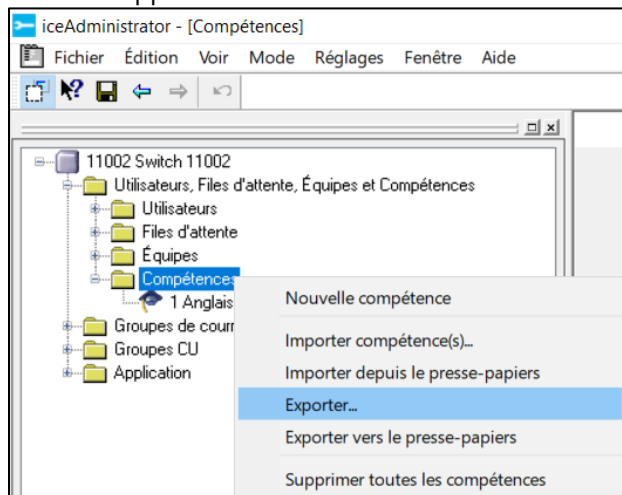 iceAdministrator - [Compétences]
Fichier Édition Voir Mode Réglages Fenêtre Aide
11002 Switch 11002
Utilisateurs, Files d'attente, Équipes et Compétences
Utilisateurs
Files d'attente
Équipes
Compétences
1 Anglais
Groupes de courr
Groupes CU
Application
Nouvelle compétence
Importer compétence(s)...
Importer depuis le presse-papiers
Exporter...
Exporter vers le presse-papiers
Supprimer toutes les compétences